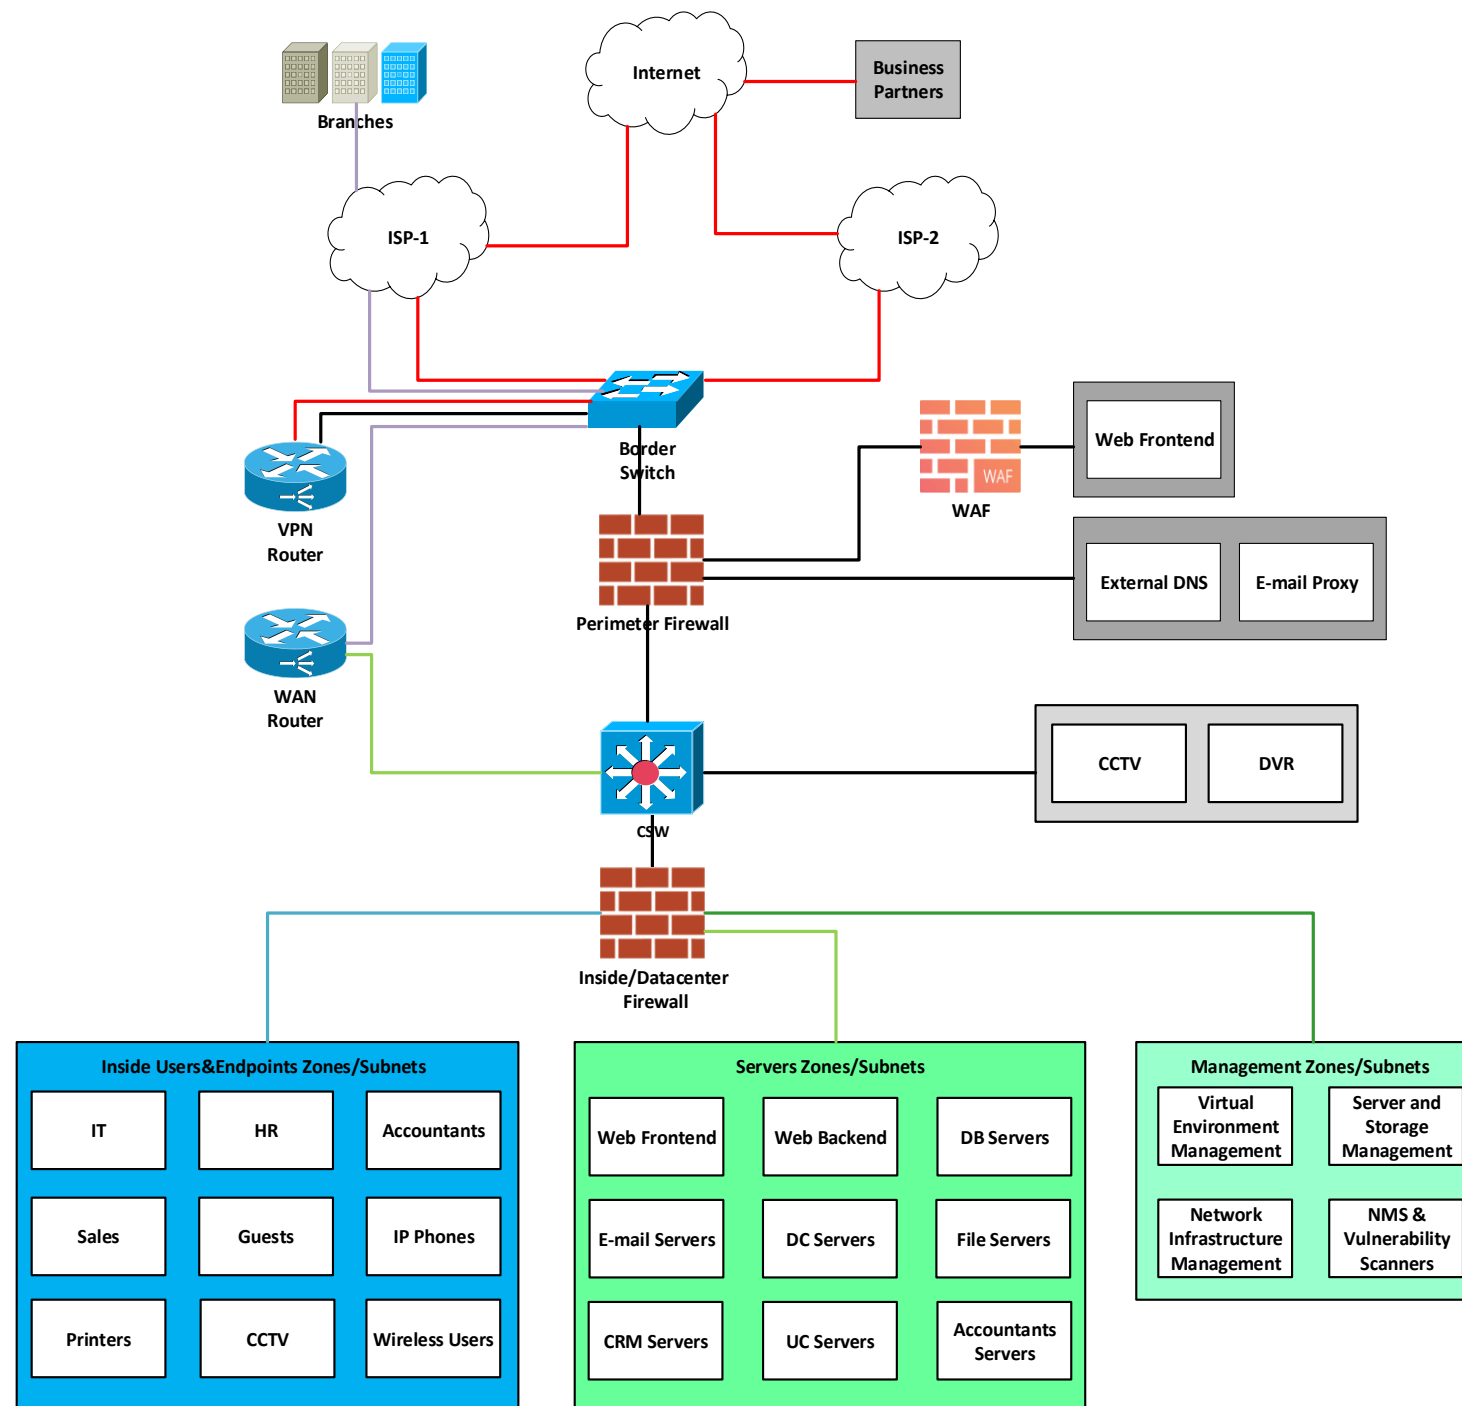 Internet
Business
Partners
Branches
ISP-1
ISP-2
Border
Switch
Web Frontend
WAF
WAF
VPN
Router
External DNS
E-mail Proxy
Perimeter Firewall
WAN
Router
CCTV
DVR
CSW
Inside/Datacenter
Firewall
Inside Users&Endpoints Zones/Subnets
IT
HR
Accountants
Sales
Guests
IP Phones
Printers
CCTV
Wireless Users
Servers Zones/Subnets
Web Frontend
Web Backend
DB Servers
E-mail Servers
DC Servers
File Servers
CRM Servers
UC Servers
Accountants
Servers
Management Zones/Subnets
Virtual
Environment
Management
Server and
Storage
Management
Network
Infrastructure
Management
NMS &
Vulnerability
Scanners